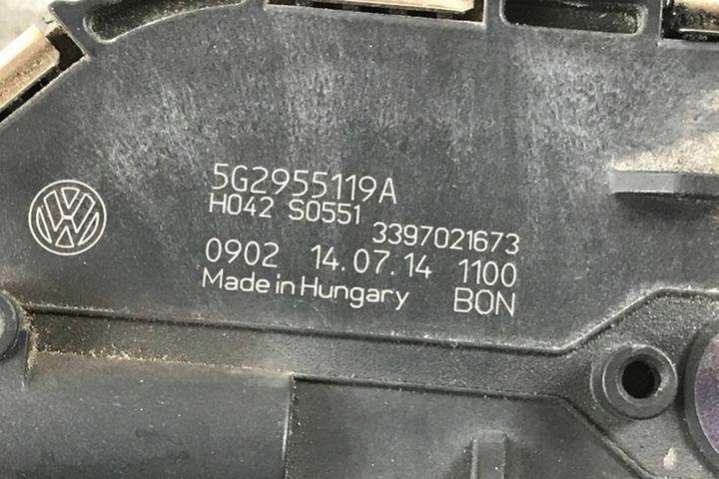 5G2955119A
H042 S0551
3397021673
0902 14.07.14 1100
Made in Hungary BON